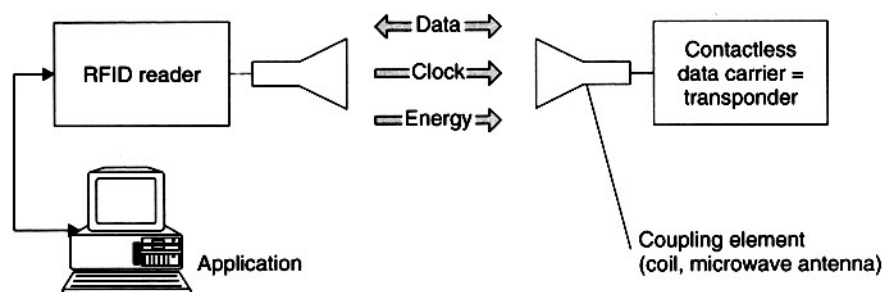 RFID reader
Data
Clock
Energy
Contactless
data carrier =
transponder
Application
Coupling element
(coil, microwave antenna)